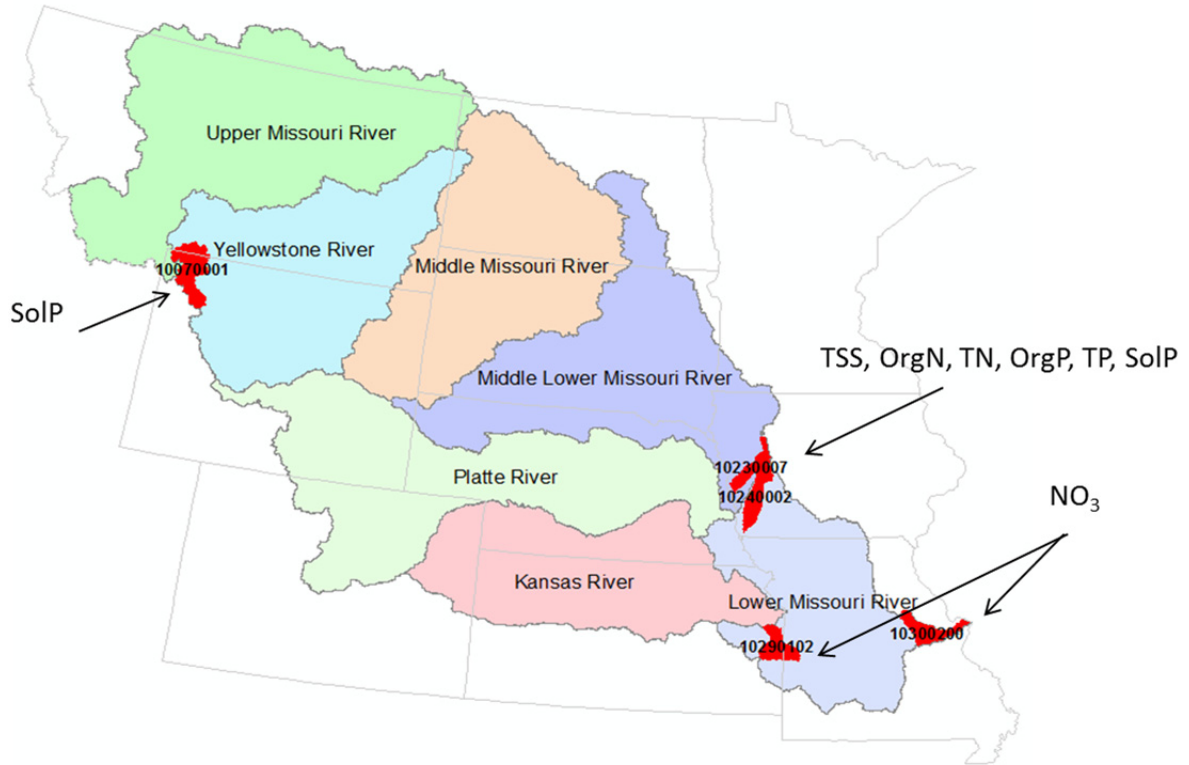 Upper Missouri River
Yellowstone River
10070001
Middle Missouri River
SolP
TSS, OrgN, TN, OrgP, TP, SolP
Middle Lower Missouri River
10230007
Platte River
10240002
NO₃
Kansas River
Lower Missouri River
10300200
10290102